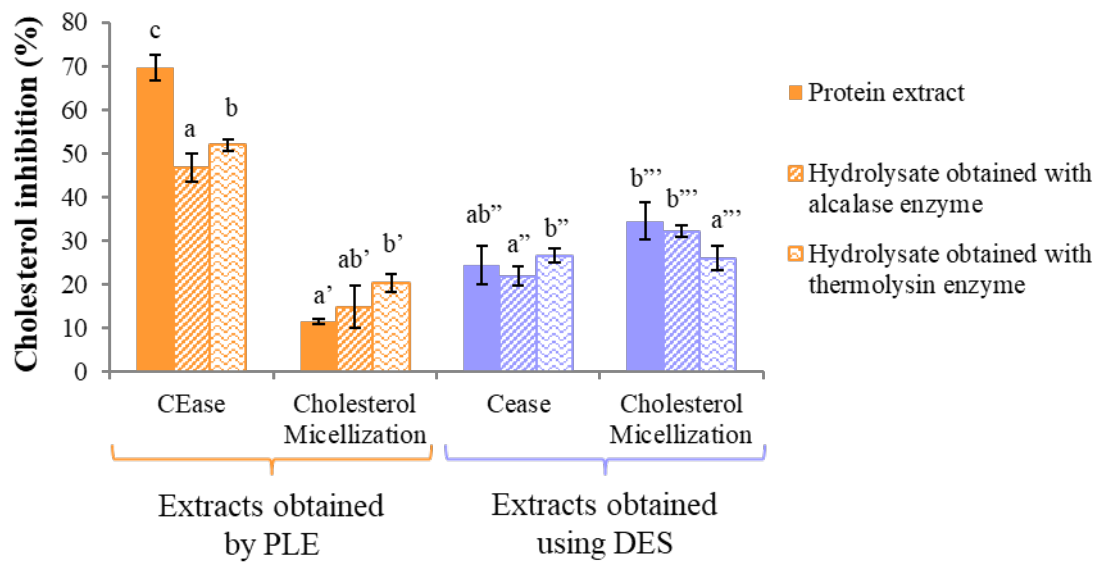 Cholesterol inhibition (%)
80
70
60
50
40
30
20
10
0
c
a
b
a’
ab’
b’
ab”
a”
b”
b”’
b”’
a”’
CEase
Cholesterol
Micellization
Cease
Cholesterol
Micellization
Extracts obtained
by PLE
Extracts obtained
using DES
Protein extract
Hydrolysate obtained with
alcalase enzyme
Hydrolysate obtained with
thermolysin enzyme